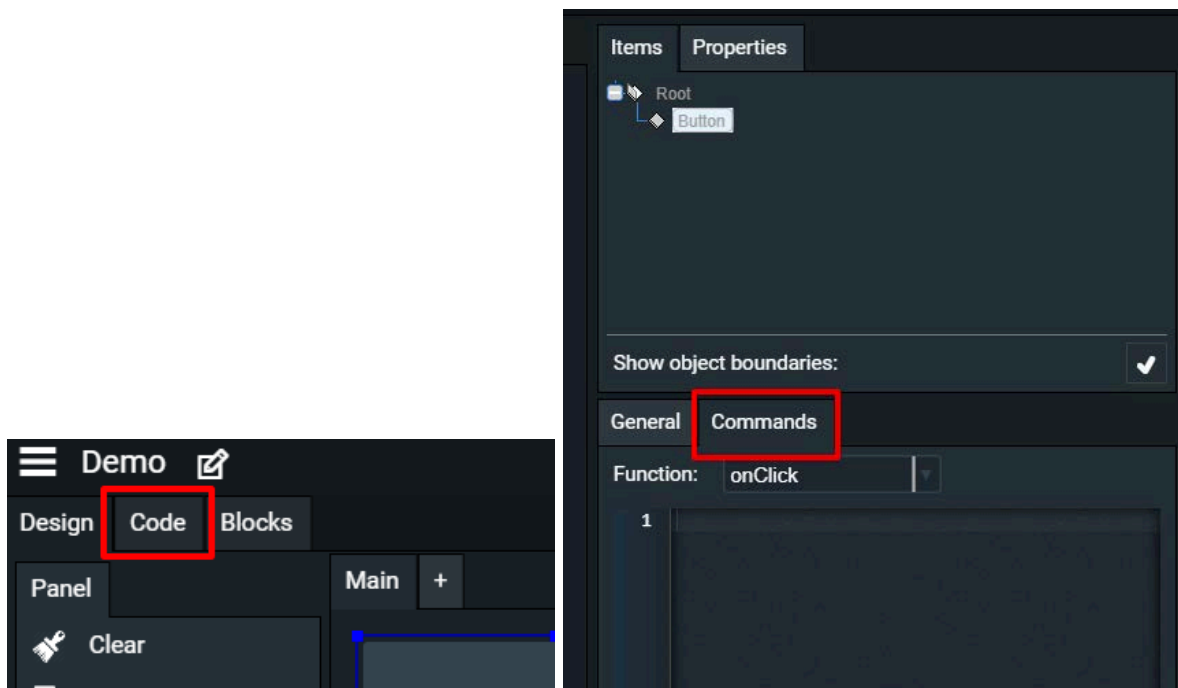 Items Properties
Root
Button
Show object boundaries:
General Commands
Function: onClick
1
Demo
Design Code Blocks
Panel
Main +
Clear